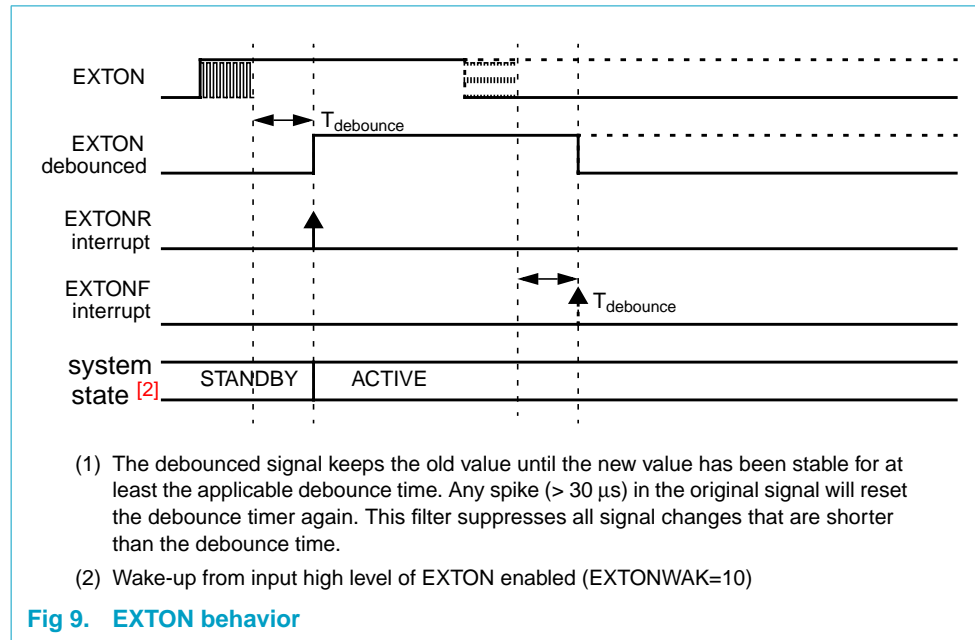 EXTON
Tdebounce
EXTON
debounced
EXTONR
interrupt
EXTONF
interrupt
Tdebounce
system
state [2]
STANDBY
ACTIVE
(1) The debounced signal keeps the old value until the new value has been stable for at
least the applicable debounce time. Any spike (> 30 μs) in the original signal will reset
the debounce timer again. This filter suppresses all signal changes that are shorter
than the debounce time.
(2) Wake-up from input high level of EXTON enabled (EXTONWAK=10)
Fig 9. EXTON behavior